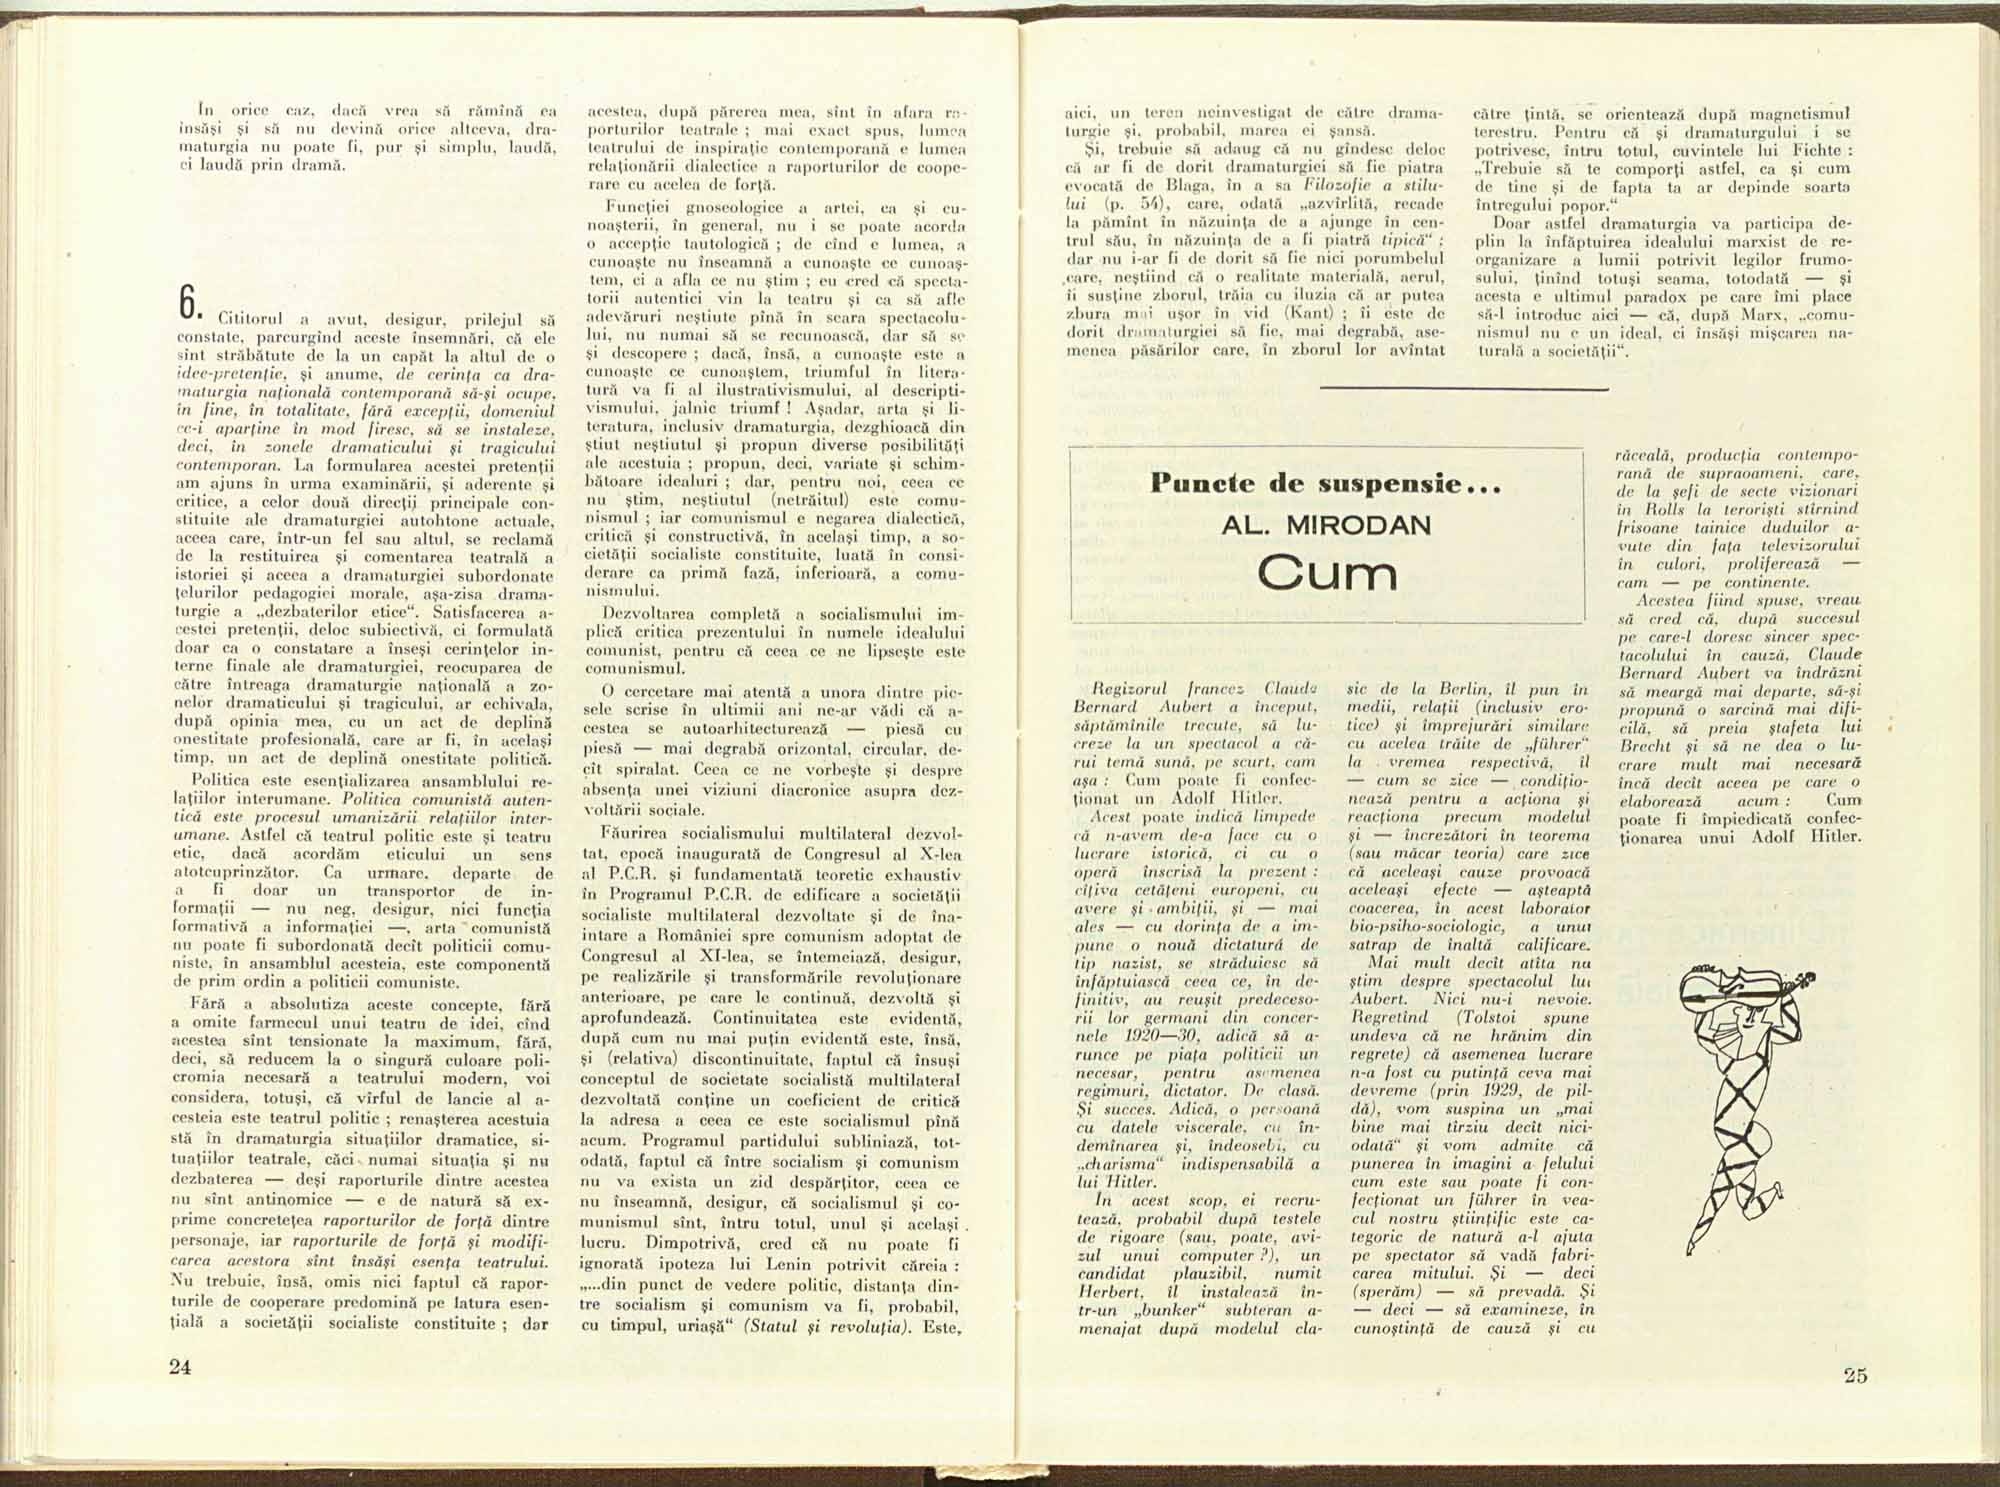 In orice caz, dacă vrea să rămînă ea
însăşi şi să nu devină orice altceva, dra-
maturgia nu poate fi, pur şi simplu, laudă,
ci laudă prin dramă.
6. Cititorul a avut, desigur, prilejul să
constate, parcurgînd aceste însemnări, că ele
sînt străbătute de la un capăt la altul de o
idee-pretenţie, şi anume, de cerinţa ca dra-
maturgia naţională contemporană să-şi ocupe,
în fine, în totalitate, fără excepţii, domeniul
ce-i aparţine în mod firesc, să se instaleze,
deci, în zonele dramaticului şi tragicului
contemporan. La formularea acestei pretenţii
am ajuns în urma examinării, şi aderente şi
critice, a celor două direcţii principale con-
stituite ale dramaturgiei autohtone actuale,
aceea care, într-un fel sau altul, se reclamă
de la restituirea şi comentarea teatrală a
istoriei şi aceea a dramaturgiei subordonate
ţelurilor pedagogiei morale, aşa-zisa drama-
turgie a „dezbaterilor etice“. Satisfacerea a-
cestei pretenţii, deloc subiectivă, ci formulată
doar ca o constatare a înseşi cerinţelor in-
terne finale ale dramaturgiei, reocuparea de
către întreaga dramaturgie naţională a zo-
nelor dramaticului şi tragicului, ar echivala,
după opinia mea, cu un act de deplină
onestitate profesională, care ar fi, în acelaşi
timp, un act de deplină onestitate politică.
Politica este esenţializarea ansamblului re-
laţiilor interumane. Politica comunistă auten-
tică este procesul umanizării relaţiilor inter-
umane. Astfel că teatrul politic este şi teatru
etic, dacă acordăm eticului un sens
atotcuprinzător. Ca urmare, departe de
a fi doar un transportor de in-
formaţii — nu neg, desigur, nici funcţia
formativă a informaţiei —, arta comunistă
nu poate fi subordonată decît politicii comu-
niste, în ansamblul acesteia, este componentă
de prim ordin a politicii comuniste.
Fără a absolutiza aceste concepte, fără
a omite farmecul unui teatru de idei, cînd
acestea sînt tensionate la maximum, fără,
deci, să reducem la o singură culoare poli-
cromia necesară a teatrului modern, voi
considera, totuşi, că vîrful de lancie al a-
cesteia este teatrul politic ; renaşterea acestuia
stă în dramaturgia situaţiilor dramatice, si-
tuaţiilor teatrale, căci numai situaţia şi nu
dezbaterea — deşi raporturile dintre acestea
nu sînt antinomice — e de natură să ex-
prime concreteţea raporturilor de forţă dintre
personaje, iar raporturile de forţă şi modifi-
carea acestora sînt însăşi esenţa teatrului.
Nu trebuie, însă, omis nici faptul că rapor-
turile de cooperare predomină pe latura esen-
ţială a societăţii socialiste constituite ; dar
24
acestea, după părerea mea, sînt în afara ra-
porturilor teatrale ; mai exact spus, lumea
teatrului de inspiraţie contemporană e lumea
relaţionării dialectice a raporturilor de coope-
rare cu acelea de forţă.
Funcţiei gnoseologice a artei, ca şi cu-
noaşterii, în general, nu i se poate acorda
o accepţie tautologică ; de cînd e lumea, a
cunoaşte nu înseamnă a cunoaşte ce cunoaş-
tem, ci a afla ce nu ştim ; eu cred că specta-
torii autentici vin la teatru şi ca să afle
adevăruri neştiute pînă în seara spectacolu-
lui, nu numai să se recunoască, dar să se
şi descopere ; dacă, însă, a cunoaşte este a
cunoaşte ce cunoaştem, triumful în litera-
tură va fi al ilustrativismului, al descripti-
vismului, jalnic triumf ! Aşadar, arta şi li-
teratura, inclusiv dramaturgia, dezghioacă din
ştiut neştiutul şi propun diverse posibilităţi
ale acestuia ; propun, deci, variate şi schim-
bătoare idealuri ; dar, pentru noi, ceea ce
nu ştim, neştiutul (netrăitul) este comu-
nismul ; iar comunismul e negarea dialectică,
critică şi constructivă, în acelaşi timp, a so-
cietăţii socialiste constituite, luată în consi-
derare ca primă fază, inferioară, a comu-
nismului.
Dezvoltarea completă a socialismului im-
plică critica prezentului în numele idealului
comunist, pentru că ceea ce ne lipseşte este
comunismul.
O cercetare mai atentă a unora dintre pie-
sele scrise în ultimii ani ne-ar vădi că a-
cestea se autoarhitecturează — piesă cu
piesă — mai degrabă orizontal, circular, de-
cît spiralat. Ceea ce ne vorbeşte şi despre
absenţa unei viziuni diacronice asupra dez-
voltării sociale.
Făurirea socialismului multilateral dezvol-
tat, epocă inaugurată de Congresul al X-lea
al P.C.R. şi fundamentată teoretic exhaustiv
în Programul P.C.R. de edificare a societăţii
socialiste multilateral dezvoltate şi de îna-
intare a României spre comunism adoptat de
Congresul al XI-lea, se întemeiază, desigur,
pe realizările şi transformările revoluţionare
anterioare, pe care le continuă, dezvoltă şi
aprofundează. Continuitatea este evidentă,
după cum nu mai puţin evidentă este, însă,
şi (relativa) discontinuitate, faptul că însuşi
conceptul de societate socialistă multilateral
dezvoltată conţine un coeficient de critică
la adresa a ceea ce este socialismul pînă
acum. Programul partidului subliniază, tot-
odată, faptul că între socialism şi comunism
nu va exista un zid despărţitor, ceea ce
nu înseamnă, desigur, că socialismul şi co-
munismul sînt, întru totul, unul şi acelaşi
lucru. Dimpotrivă, cred că nu poate fi
ignorată ipoteza lui Lenin potrivit căreia :
„...din punct de vedere politic, distanţa din-
tre socialism şi comunism va fi, probabil,
cu timpul, uriaşă“ (Statul şi revoluţia). Este,
aici, un teren neinvestigat de către drama-
turgie şi, probabil, marea ei şansă.
Şi, trebuie să adaug că nu gîndesc deloc
că ar fi de dorit dramaturgiei să fie piatra
evocată de Blaga, în a sa Filozofie a stilu-
lui (p. 54), care, odată „azvîrlită, recade
la pămînt în năzuinţa de a ajunge în cen-
trul său, în năzuinţa de a fi piatră tipică“ ;
dar nu i-ar fi de dorit să fie nici porumbelul
care, neştiind că o realitate materială, aerul,
îi susţine zborul, trăia cu iluzia că ar putea
zbura mai uşor în vid (Kant) ; îi este de
dorit dramaturgiei să fie, mai degrabă, ase-
menea păsărilor care, în zborul lor avîntat
către ţintă, se orientează după magnetismul
terestru. Pentru că şi dramaturgului i se
potrivesc, întru totul, cuvintele lui Fichte :
„Trebuie să te comporţi astfel, ca şi cum
de tine şi de fapta ta ar depinde soarta
întregului popor.“
Doar astfel dramaturgia va participa de-
plin la înfăptuirea idealului marxist de re-
organizare a lumii potrivit legilor frumo-
sului, ţinînd totuşi seama, totodată — şi
acesta e ultimul paradox pe care îmi place
să-l introduc aici — că, după Marx, „comu-
nismul nu e un ideal, ci însăşi mişcarea na-
turală a societăţii“.
Puncte de suspensie...
AL. MIRODAN
Cum
Regizorul francez Claude
Bernard Aubert a început,
săptămînile trecute, să lu-
creze la un spectacol a că-
rui temă sună, pe scurt, cam
aşa : Cum poate fi confec-
ţionat un Adolf Hitler.
Acest poate indică limpede
că n-avem de-a face cu o
lucrare istorică, ci cu o
operă înscrisă la prezent :
cîţiva cetăţeni europeni, cu
avere şi ambiţii, şi — mai
ales — cu dorinţa de a im-
pune o nouă dictatură de
tip nazist, se străduiesc să
înfăptuiască ceea ce, în de-
finitiv, au reuşit predeceso-
rii lor germani din concer-
nele 1920—30, adică să a-
runce pe piaţa politicii un
necesar, pentru asemenea
regimuri, dictator. De clasă.
Şi succes. Adică, o persoană
cu datele viscerale, cu în-
demînarea şi, îndeosebi, cu
„charisma“ indispensabilă a
lui Hitler.
În acest scop, ei recru-
tează, probabil după testele
de rigoare (sau, poate, avi-
zul unui computer ?), un
candidat plauzibil, numit
Herbert, îl instalează în-
tr-un „bunker“ subteran a-
menajat după modelul cla-
sic de la Berlin, îl pun în
medii, relaţii (inclusiv ero-
tice) şi împrejurări similare
cu acelea trăite de „führer“
la vremea respectivă, îl
— cum se zice — condiţio-
nează pentru a acţiona şi
reacţiona precum modelul
şi — încrezători în teorema
(sau măcar teoria) care zice
că aceleaşi cauze provoacă
aceleaşi efecte — aşteaptă
coacerea, în acest laborator
bio-psiho-sociologic, a unui
satrap de înaltă calificare.
Mai mult decît atîta nu
ştim despre spectacolul lui
Aubert. Nici nu-i nevoie.
Regretînd (Tolstoi spune
undeva că ne hrănim din
regrete) că asemenea lucrare
n-a fost cu putinţă ceva mai
devreme (prin 1929, de pil-
dă), vom suspina un „mai
bine mai tîrziu decît nici-
odată“ şi vom admite că
punerea în imagini a felului
cum este sau poate fi con-
fecţionat un führer în vea-
cul nostru ştiinţific este ca-
tegoric de natură a-l ajuta
pe spectator să vadă fabri-
carea mitului. Şi — deci
(sperăm) — să prevadă. Şi
— deci — să examineze, în
cunoştinţă de cauză şi cu
răceală, producţia contempo-
rană de supraoameni, care,
de la şefi de secte vizionari
în Rolls la terorişti stîrnind
frisoane tainice duduilor a-
vute din faţa televizorului
în culori, proliferează —
cam — pe continente.
Acestea fiind spuse, vreau
să cred că, după succesul
pe care-l doresc sincer spec-
tacolului în cauză, Claude
Bernard Aubert va îndrăzni
să meargă mai departe, să-şi
propună o sarcină mai difi-
cilă, să preia ştafeta lui
Brecht şi să ne dea o lu-
crare mult mai necesară
încă decît aceea pe care o
elaborează acum : Cum
poate fi împiedicată confec-
ţionarea unui Adolf Hitler.
25